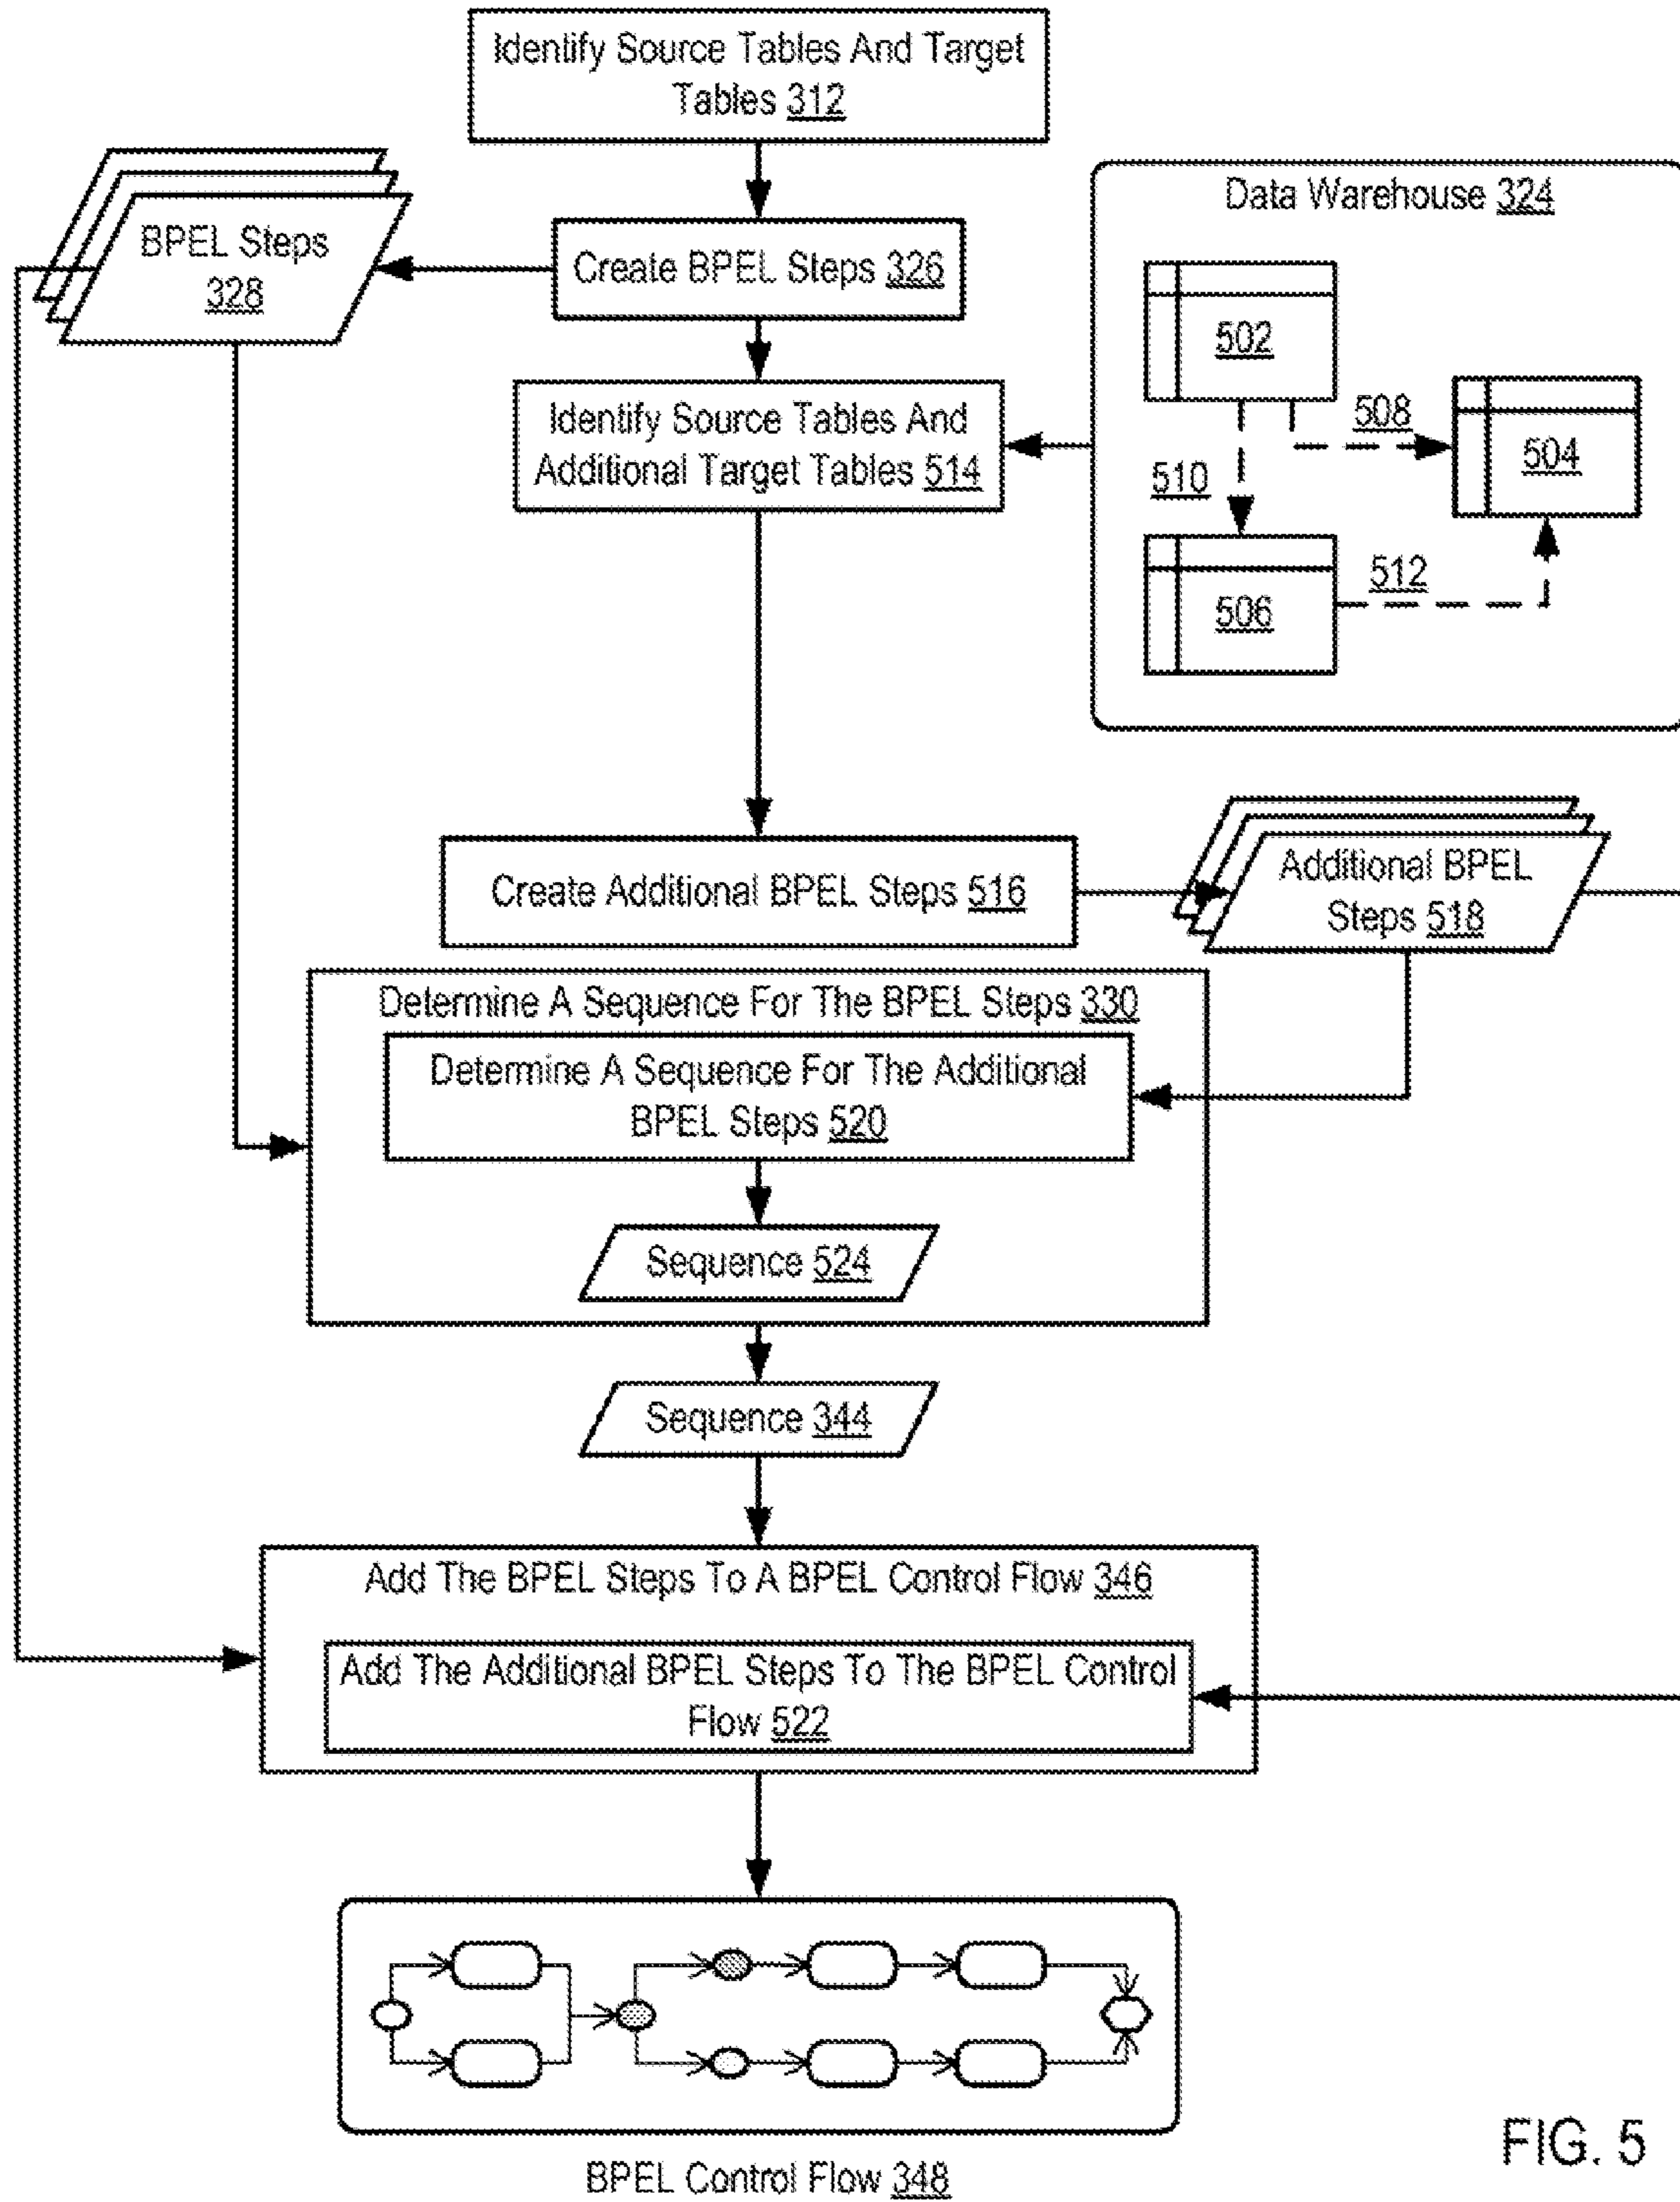 Identify Source Tables And Target
Tables 312
Data Warehouse 324
BPEL Steps
328
Create BPEL Steps 326
502
508
504
510
Identify Source Tables And
Additional Target Tables 514
512
506
Create Additional BPEL Steps 516
Additional BPEL
Steps 518
Determine A Sequence For The BPEL Steps 330
Determine A Sequence For The Additional
BPEL Steps 520
Sequence 524
Sequence 344
Add The BPEL Steps To A BPEL Control Flow 346
Add The Additional BPEL Steps To The BPEL Control
Flow 522
BPEL Control Flow 348
FIG. 5